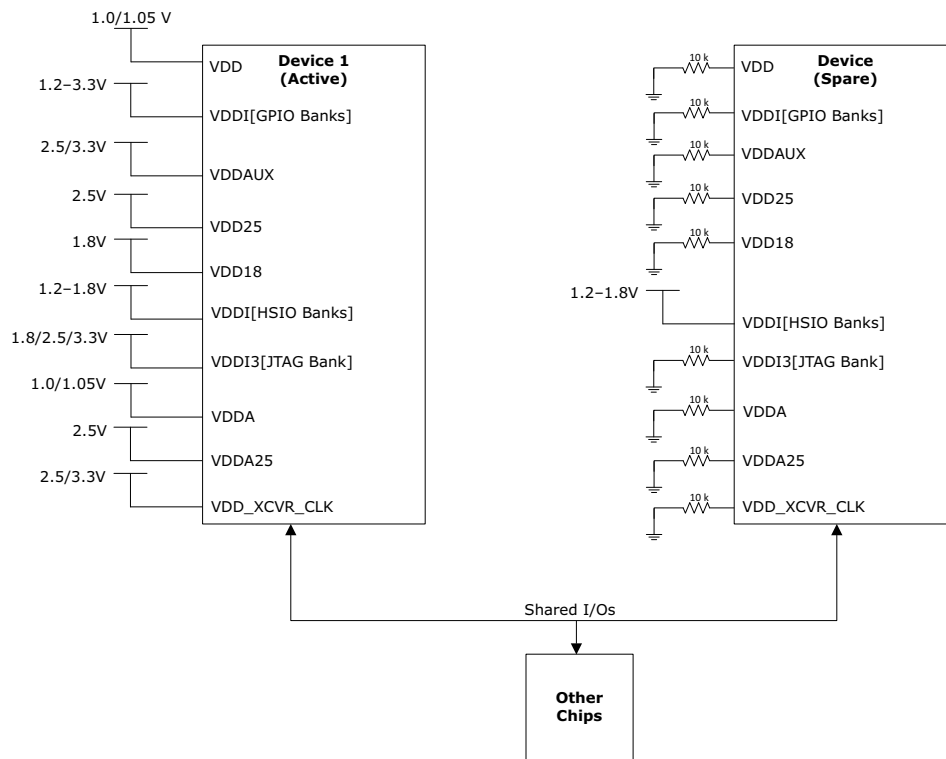 1.0/1.05 V
Device 1
(Active)
VDD
1.2–3.3V
VDDI[GPIO Banks]
2.5/3.3V
VDDAUX
2.5V
VDD25
1.8V
VDD18
1.2–1.8V
VDDI[HSIO Banks]
1.8/2.5/3.3V
VDDI3[JTAG Bank]
1.0/1.05V
VDDA
2.5V
VDDA25
2.5/3.3V
VDD_XCVR_CLK
Device
(Spare)
10 k
VDD
10 k
VDDI[GPIO Banks]
10 k
VDDAUX
10 k
VDD25
10 k
VDD18
1.2–1.8V
VDDI[HSIO Banks]
10 k
VDDI3[JTAG Bank]
10 k
VDDA
10 k
VDDA25
10 k
VDD_XCVR_CLK
Shared I/Os
Other
Chips